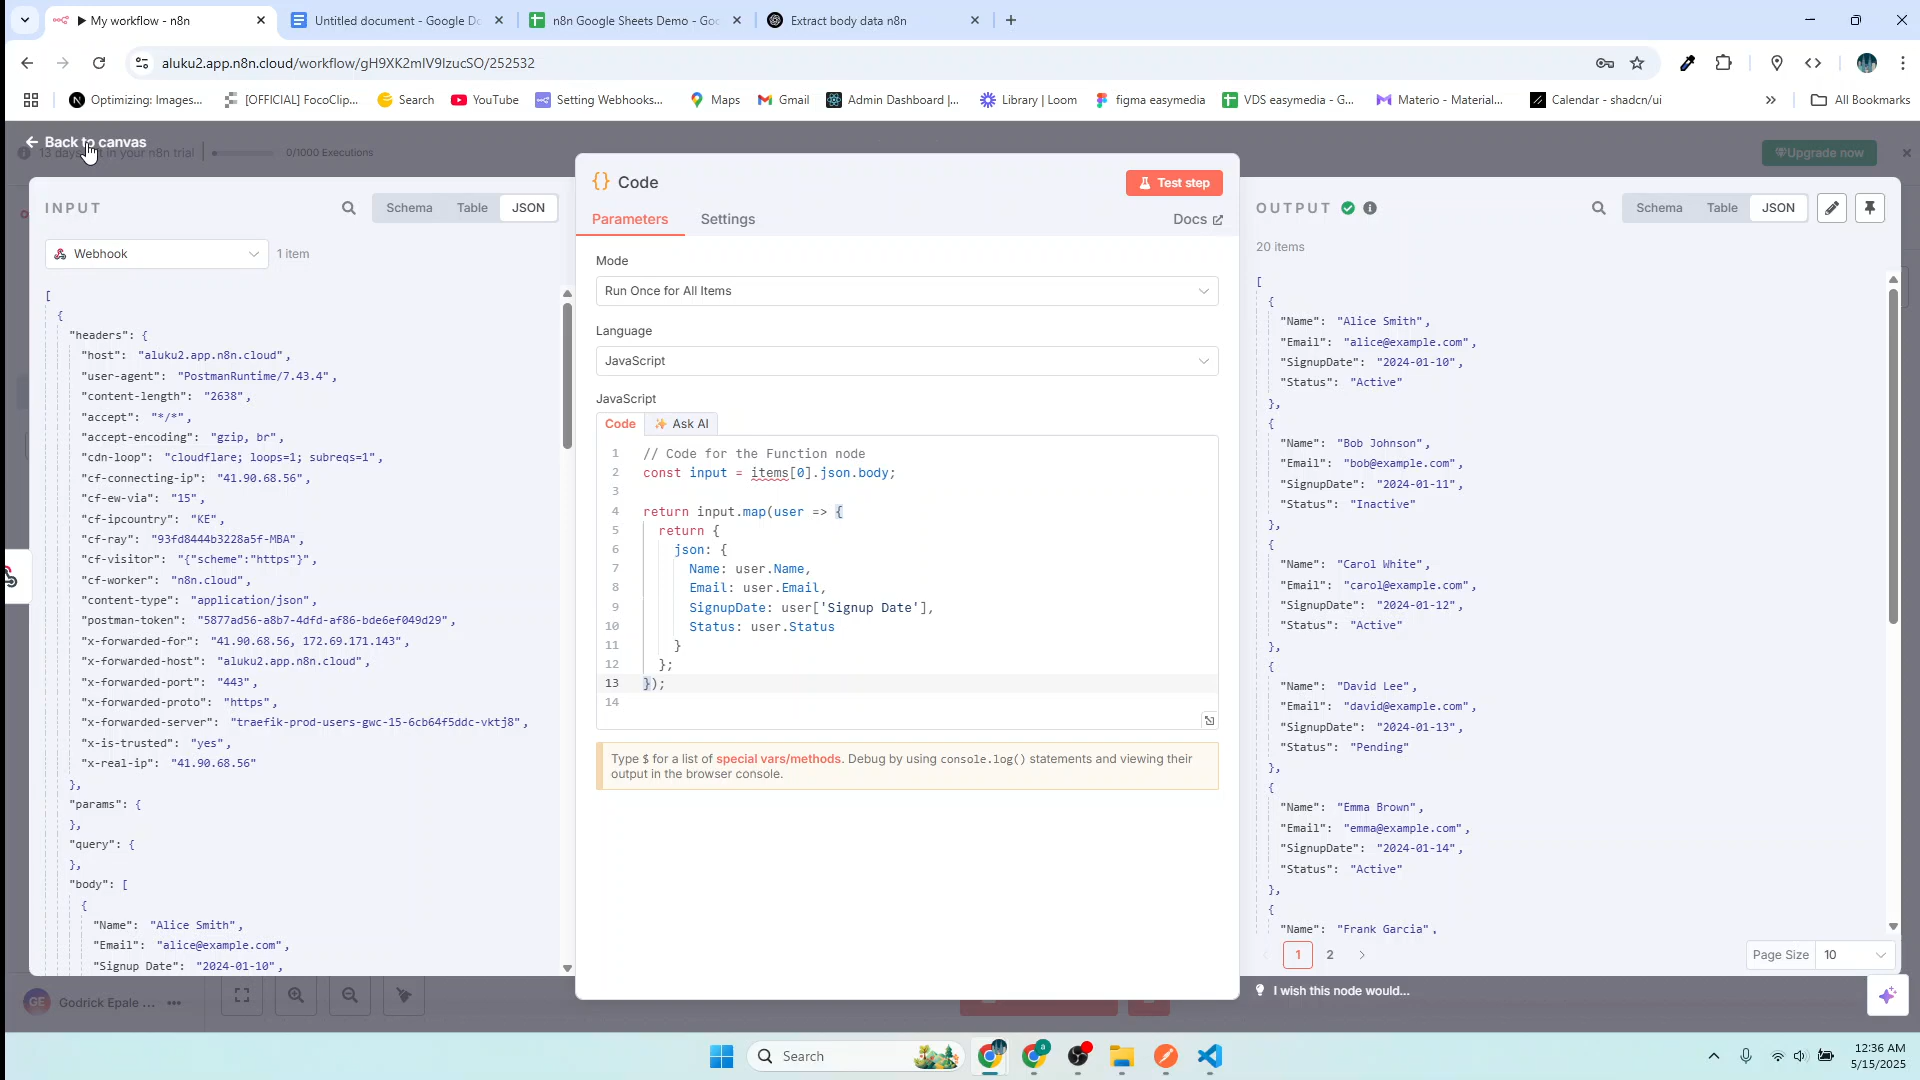 My workflow - n8n
Untitled document - Google Do
n8n Google Sheets Demo - Goo
Extract body data n8n
aluku2.app.n8n.cloud/workflow/gH9XK2mIV9IzucSO/252532
Optimizing: Images...
[OFFICIAL] FocoClip...
Search
YouTube
Setting Webhooks...
Maps
Gmail
Admin Dashboard |...
Library | Loom
figma easymedia
VDS easymedia - G...
Materio - Material...
Calendar - shadcn/ui
All Bookmarks
Back to canvas
in your n8n trial
0/1000 Executions
Upgrade now
INPUT
Schema
Table
JSON
Webhook
1 item
[
{
"headers": {
"host": "aluku2.app.n8n.cloud",
"user-agent": "PostmanRuntime/7.43.4",
"content-length": "2638",
"accept": "*/*",
"accept-encoding": "gzip, br",
"cdn-loop": "cloudflare; loops=1; subreqs=1",
"cf-connecting-ip": "41.90.68.56",
"cf-ew-via": "15",
"cf-ipcountry": "KE",
"cf-ray": "93fd8444b3228a5f-MBA",
"cf-visitor": "{"scheme":"https"}",
"cf-worker": "n8n.cloud",
"content-type": "application/json",
"postman-token": "5877ad56-a8b7-4dfd-af86-bde6ef049d29",
"x-forwarded-for": "41.90.68.56, 172.69.171.143",
"x-forwarded-host": "aluku2.app.n8n.cloud",
"x-forwarded-port": "443",
"x-forwarded-proto": "https",
"x-forwarded-server": "traefik-prod-users-gwc-15-6cb64f5ddc-vktj8",
"x-is-trusted": "yes",
"x-real-ip": "41.90.68.56"
},
"params": {
},
"query": {
},
"body": [
{
"Name": "Alice Smith",
"Email": "alice@example.com",
"Signup Date": "2024-01-10",
{} Code
Test step
Parameters
Settings
Docs
Mode
Run Once for All Items
Language
JavaScript
JavaScript
Code
Ask AI
1 // Code for the Function node
2 const input = items[0].json.body;
3
4 return input.map(user => {
5 return {
6 json: {
7 Name: user.Name,
8 Email: user.Email,
9 SignupDate: user['Signup Date'],
10 Status: user.Status
11 }
12 };
13 });
14
Type $ for a list of special vars/methods. Debug by using console.log() statements and viewing their
output in the browser console.
OUTPUT
Schema
Table
JSON
20 items
[
{
"Name": "Alice Smith",
"Email": "alice@example.com",
"SignupDate": "2024-01-10",
"Status": "Active"
},
{
"Name": "Bob Johnson",
"Email": "bob@example.com",
"SignupDate": "2024-01-11",
"Status": "Inactive"
},
{
"Name": "Carol White",
"Email": "carol@example.com",
"SignupDate": "2024-01-12",
"Status": "Active"
},
{
"Name": "David Lee",
"Email": "david@example.com",
"SignupDate": "2024-01-13",
"Status": "Pending"
},
{
"Name": "Emma Brown",
"Email": "emma@example.com",
"SignupDate": "2024-01-14",
"Status": "Active"
},
{
"Name": "Frank Garcia",
1
2
Page Size
10
I wish this node would...
GE
Godrick Epale ...
Search
12:36 AM
5/15/2025